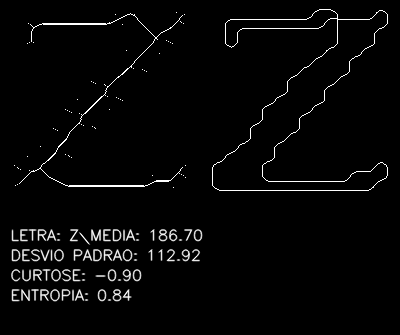 LETRA: Z\MEDIA: 186.70
DESVIO PADRAO: 112.92
CURTOSE: -0.90
ENTROPIA: 0.84